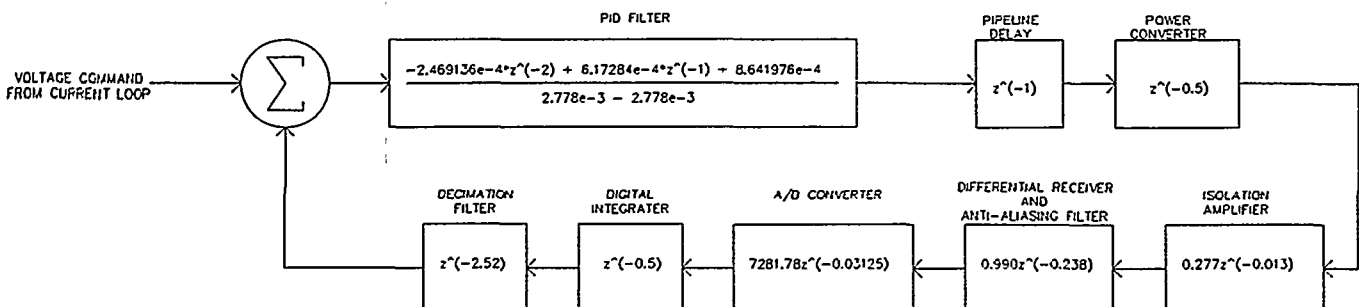 PID FILTER
PIPELINE
DELAY
POWER
CONVERTER
VOLTAGE COMMAND
FROM CURRENT LOOP
∑
-2.469136e-4*z^(-2) + 6.17284e-4*z^(-1) + 8.641976e-4
2.778e-3 - 2.778e-3
z^(-1)
z^(-0.5)
DECIMATION
FILTER
DIGITAL
INTEGRATER
A/D CONVERTER
DIFFERENTIAL RECEIVER
AND
ANTI-ALIASING FILTER
ISOLATION
AMPLIFIER
z^(-2.52)
z^(-0.5)
7281.78z^(-0.03125)
0.990z^(-0.238)
0.277z^(-0.013)